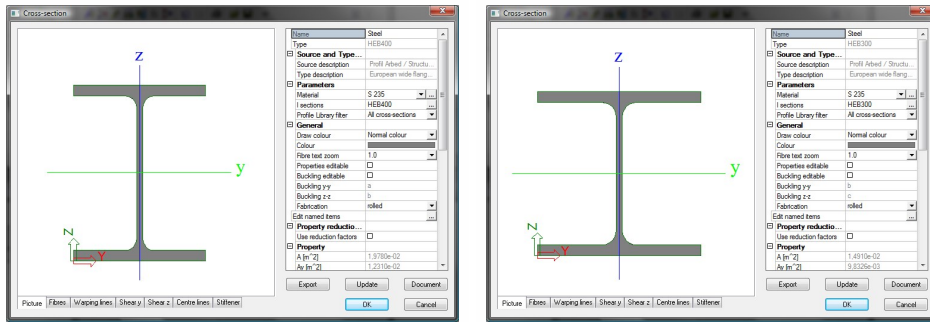 Cross-section
z
y
Z
Y
Picture Fibres Warping lines Shear y Shear z Centre lines Stiffener
Name Steel
Type HEB400
Source and Type...
Source description Profil Arbed / Structu...
Type description European wide flang...
Parameters
Material S 235 ...
I sections HEB400 ...
Profile Library filter All cross-sections
General
Draw colour Normal colour
Colour
Fibre text zoom 1.0
Properties editable
Buckling editable
Buckling y-y a
Buckling z-z b
Fabrication rolled
Edit named items ...
Property reductio...
Use reduction factors
Property
A [m^2] 1.9780e-02
Ay [m^2] 1.2310e-02
Export Update Document
OK Cancel
Cross-section
z
y
Z
Y
Picture Fibres Warping lines Shear y Shear z Centre lines Stiffener
Name Steel
Type HEB300
Source and Type...
Source description Profil Arbed / Structu...
Type description European wide flang...
Parameters
Material S 235 ...
I sections HEB300 ...
Profile Library filter All cross-sections
General
Draw colour Normal colour
Colour
Fibre text zoom 1.0
Properties editable
Buckling editable
Buckling y-y b
Buckling z-z c
Fabrication rolled
Edit named items ...
Property reductio...
Use reduction factors
Property
A [m^2] 1.4910e-02
Ay [m^2] 9.8326e-03
Export Update Document
OK Cancel